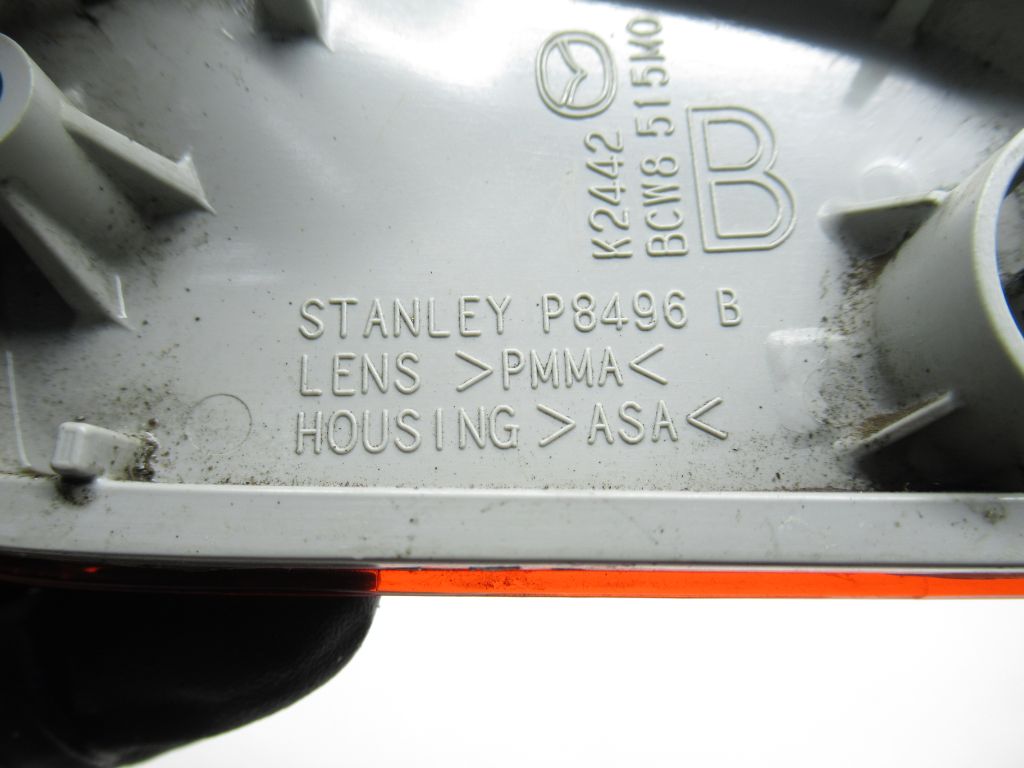 K2442
BCW8 515M0
B
STANLEY P8496 B
LENS >PMMA<
HOUSING >ASA<